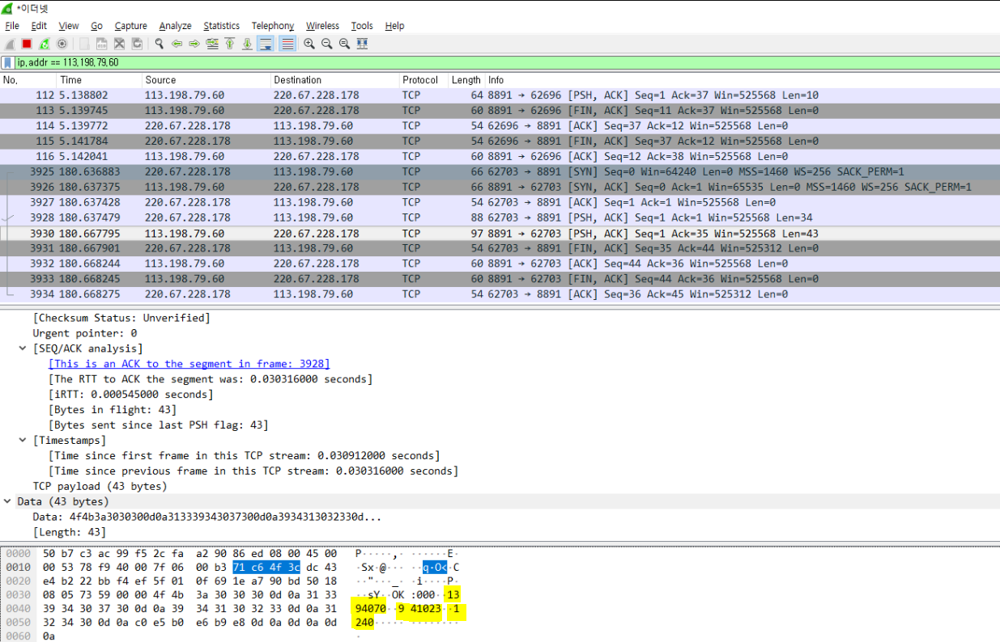 *이더넷
File Edit View Go Capture Analyze Statistics Telephony Wireless Tools Help
ip.addr == 113.198.79.60
No. Time Source Destination Protocol Length Info
112 5.138802 113.198.79.60 220.67.228.178 TCP 64 8891 → 62696 [PSH, ACK] Seq=1 Ack=37 Win=525568 Len=10
113 5.139745 113.198.79.60 220.67.228.178 TCP 60 8891 → 62696 [FIN, ACK] Seq=11 Ack=37 Win=525568 Len=0
114 5.139772 220.67.228.178 113.198.79.60 TCP 54 62696 → 8891 [ACK] Seq=37 Ack=12 Win=525568 Len=0
115 5.141784 220.67.228.178 113.198.79.60 TCP 54 62696 → 8891 [FIN, ACK] Seq=37 Ack=12 Win=525568 Len=0
116 5.142041 113.198.79.60 220.67.228.178 TCP 60 8891 → 62696 [ACK] Seq=12 Ack=38 Win=525568 Len=0
3925 180.636883 220.67.228.178 113.198.79.60 TCP 66 62703 → 8891 [SYN] Seq=0 Win=64240 Len=0 MSS=1460 WS=256 SACK_PERM=1
3926 180.637375 113.198.79.60 220.67.228.178 TCP 66 8891 → 62703 [SYN, ACK] Seq=0 Ack=1 Win=65535 Len=0 MSS=1460 WS=256 SACK_PERM=1
3927 180.637428 220.67.228.178 113.198.79.60 TCP 54 62703 → 8891 [ACK] Seq=1 Ack=1 Win=525568 Len=0
3928 180.637479 220.67.228.178 113.198.79.60 TCP 88 62703 → 8891 [PSH, ACK] Seq=1 Ack=1 Win=525568 Len=34
3930 180.667795 113.198.79.60 220.67.228.178 TCP 97 8891 → 62703 [PSH, ACK] Seq=1 Ack=35 Win=525568 Len=43
3931 180.667901 220.67.228.178 113.198.79.60 TCP 54 62703 → 8891 [FIN, ACK] Seq=35 Ack=44 Win=525312 Len=0
3932 180.668244 113.198.79.60 220.67.228.178 TCP 60 8891 → 62703 [ACK] Seq=44 Ack=36 Win=525568 Len=0
3933 180.668245 113.198.79.60 220.67.228.178 TCP 60 8891 → 62703 [FIN, ACK] Seq=44 Ack=36 Win=525568 Len=0
3934 180.668275 220.67.228.178 113.198.79.60 TCP 54 62703 → 8891 [ACK] Seq=36 Ack=45 Win=525312 Len=0
[Checksum Status: Unverified]
Urgent pointer: 0
[SEQ/ACK analysis]
[This is an ACK to the segment in frame: 3928]
[The RTT to ACK the segment was: 0.030316000 seconds]
[iRTT: 0.000545000 seconds]
[Bytes in flight: 43]
[Bytes sent since last PSH flag: 43]
[Timestamps]
[Time since first frame in this TCP stream: 0.030912000 seconds]
[Time since previous frame in this TCP stream: 0.030316000 seconds]
TCP payload (43 bytes)
Data (43 bytes)
Data: 4f4b3a3030300d0a313339343037300d0a3934313032330d...
[Length: 43]
0000 50 b7 c3 ac 99 f5 2c fa a2 90 86 ed 08 00 45 00 P·····,· ······E·
0010 00 53 78 f9 40 00 7f 06 00 b3 71 c6 4f 3c dc 43 ·Sx·@··· ··q·O<·C
0020 e4 b2 22 bb f4 ef 5f 01 0f 69 1e a7 90 bd 50 18 ··"···_· ·i····P·
0030 08 05 73 59 00 00 4f 4b 3a 30 30 30 0d 0a 31 33 ··sY··OK :000··13
0040 39 34 30 37 30 0d 0a 39 34 31 30 32 33 0d 0a 31 94070··9 41023··1
0050 32 34 30 0d 0a c0 e5 b0 e6 b9 e8 0d 0a 0d 0a 0d 240····· ········
0060 0a ·